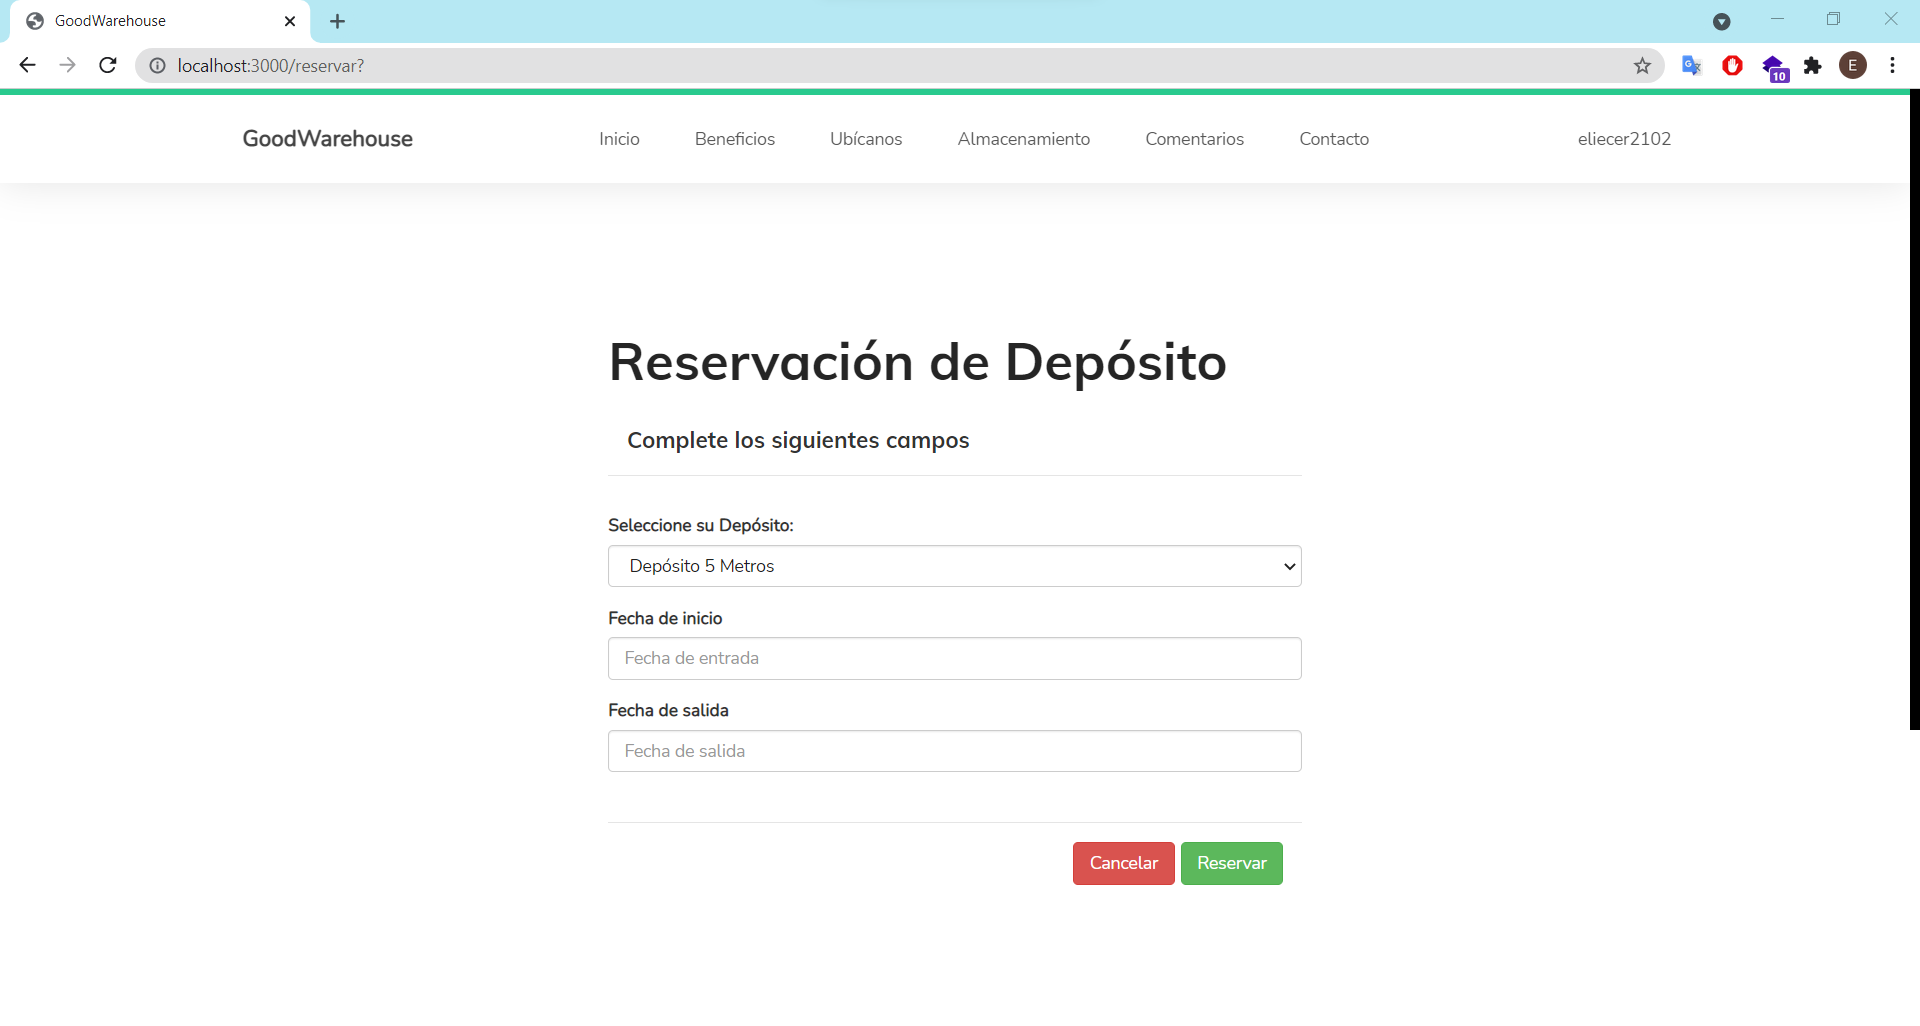 GoodWarehouse
localhost:3000/reservar?
10
E
GoodWarehouse Inicio Beneficios Ubícanos Almacenamiento Comentarios Contacto eliecer2102
Reservación de Depósito
Complete los siguientes campos
Seleccione su Depósito:
Depósito 5 Metros
Fecha de inicio
Fecha de entrada
Fecha de salida
Fecha de salida
Cancelar Reservar